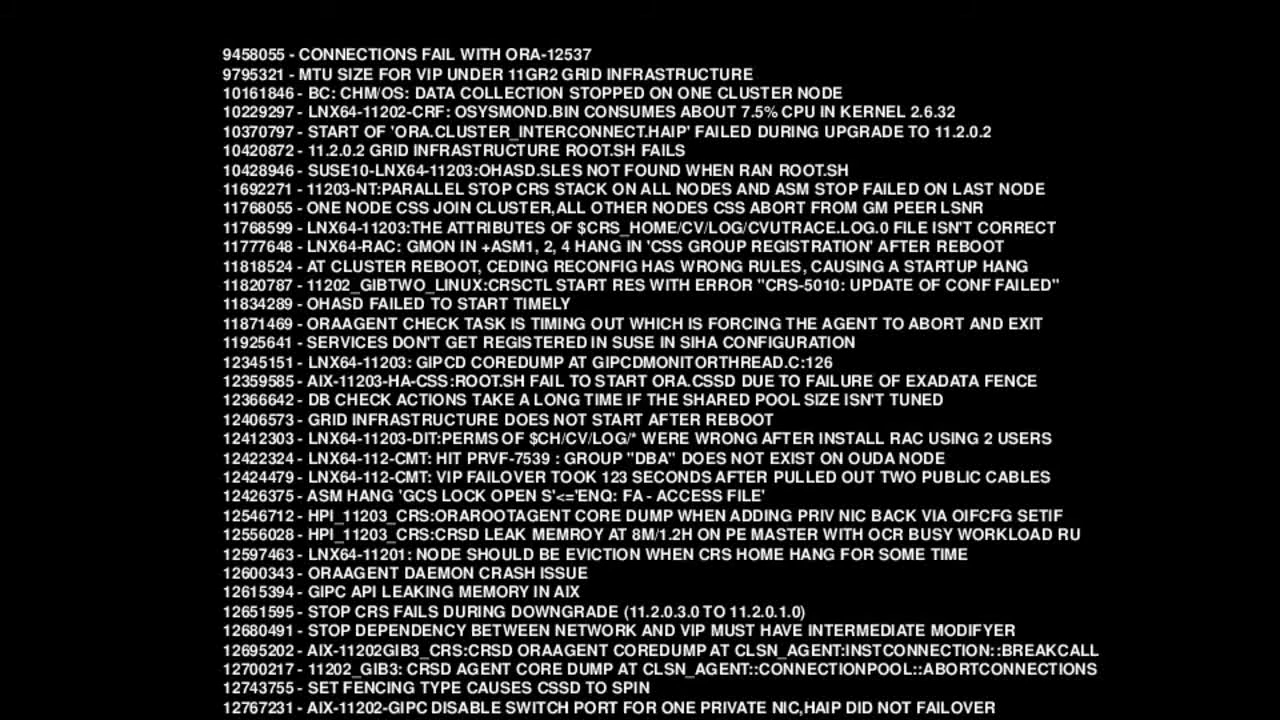 9458055 - CONNECTIONS FAIL WITH ORA-12537
9795321 - MTU SIZE FOR VIP UNDER 11GR2 GRID INFRASTRUCTURE
10161846 - BC: CHM/OS: DATA COLLECTION STOPPED ON ONE CLUSTER NODE
10229297 - LNX64-11202-CRF: OSYSMOND.BIN CONSUMES ABOUT 7.5% CPU IN KERNEL 2.6.32
10370797 - START OF 'ORA.CLUSTER_INTERCONNECT.HAIP' FAILED DURING UPGRADE TO 11.2.0.2
10420872 - 11.2.0.2 GRID INFRASTRUCTURE ROOT.SH FAILS
10428946 - SUSE10-LNX64-11203:OHASD.SLES NOT FOUND WHEN RAN ROOT.SH
11692271 - 11203-NT:PARALLEL STOP CRS STACK ON ALL NODES AND ASM STOP FAILED ON LAST NODE
11768055 - ONE NODE CSS JOIN CLUSTER,ALL OTHER NODES CSS ABORT FROM GM PEER LSNR
11768599 - LNX64-11203:THE ATTRIBUTES OF $CRS_HOME/CV/LOG/CVUTRACE.LOG.0 FILE ISN'T CORRECT
11777648 - LNX64-RAC: GMON IN +ASM1, 2, 4 HANG IN 'CSS GROUP REGISTRATION' AFTER REBOOT
11818524 - AT CLUSTER REBOOT, CEDING RECONFIG HAS WRONG RULES, CAUSING A STARTUP HANG
11820787 - 11202_GIBTWO_LINUX:CRSCTL START RES WITH ERROR "CRS-5010: UPDATE OF CONF FAILED"
11834289 - OHASD FAILED TO START TIMELY
11871469 - ORAAGENT CHECK TASK IS TIMING OUT WHICH IS FORCING THE AGENT TO ABORT AND EXIT
11925641 - SERVICES DON'T GET REGISTERED IN SUSE IN SIHA CONFIGURATION
12345151 - LNX64-11203: GIPCD COREDUMP AT GIPCDMONITORTHREAD.C:126
12359585 - AIX-11203-HA-CSS:ROOT.SH FAIL TO START ORA.CSSD DUE TO FAILURE OF EXADATA FENCE
12366642 - DB CHECK ACTIONS TAKE A LONG TIME IF THE SHARED POOL SIZE ISN'T TUNED
12406573 - GRID INFRASTRUCTURE DOES NOT START AFTER REBOOT
12412303 - LNX64-11203-DIT:PERMS OF $CH/CV/LOG/* WERE WRONG AFTER INSTALL RAC USING 2 USERS
12422324 - LNX64-112-CMT: HIT PRVF-7539 : GROUP "DBA" DOES NOT EXIST ON OUDA NODE
12424479 - LNX64-112-CMT: VIP FAILOVER TOOK 123 SECONDS AFTER PULLED OUT TWO PUBLIC CABLES
12426375 - ASM HANG 'GCS LOCK OPEN S'<='ENQ: FA - ACCESS FILE'
12546712 - HPI_11203_CRS:ORAROOTAGENT CORE DUMP WHEN ADDING PRIV NIC BACK VIA OIFCFG SETIF
12556028 - HPI_11203_CRS:CRSD LEAK MEMROY AT 8M/1.2H ON PE MASTER WITH OCR BUSY WORKLOAD RU
12597463 - LNX64-11201: NODE SHOULD BE EVICTION WHEN CRS HOME HANG FOR SOME TIME
12600343 - ORAAGENT DAEMON CRASH ISSUE
12615394 - GIPC API LEAKING MEMORY IN AIX
12651595 - STOP CRS FAILS DURING DOWNGRADE (11.2.0.3.0 TO 11.2.0.1.0)
12680491 - STOP DEPENDENCY BETWEEN NETWORK AND VIP MUST HAVE INTERMEDIATE MODIFYER
12695202 - AIX-11202GIB3_CRS:CRSD ORAAGENT COREDUMP AT CLSN_AGENT:INSTCONNECTION::BREAKCALL
12700217 - 11202_GIB3: CRSD AGENT CORE DUMP AT CLSN_AGENT::CONNECTIONPOOL::ABORTCONNECTIONS
12743755 - SET FENCING TYPE CAUSES CSSD TO SPIN
12767231 - AIX-11202-GIPC DISABLE SWITCH PORT FOR ONE PRIVATE NIC,HAIP DID NOT FAILOVER